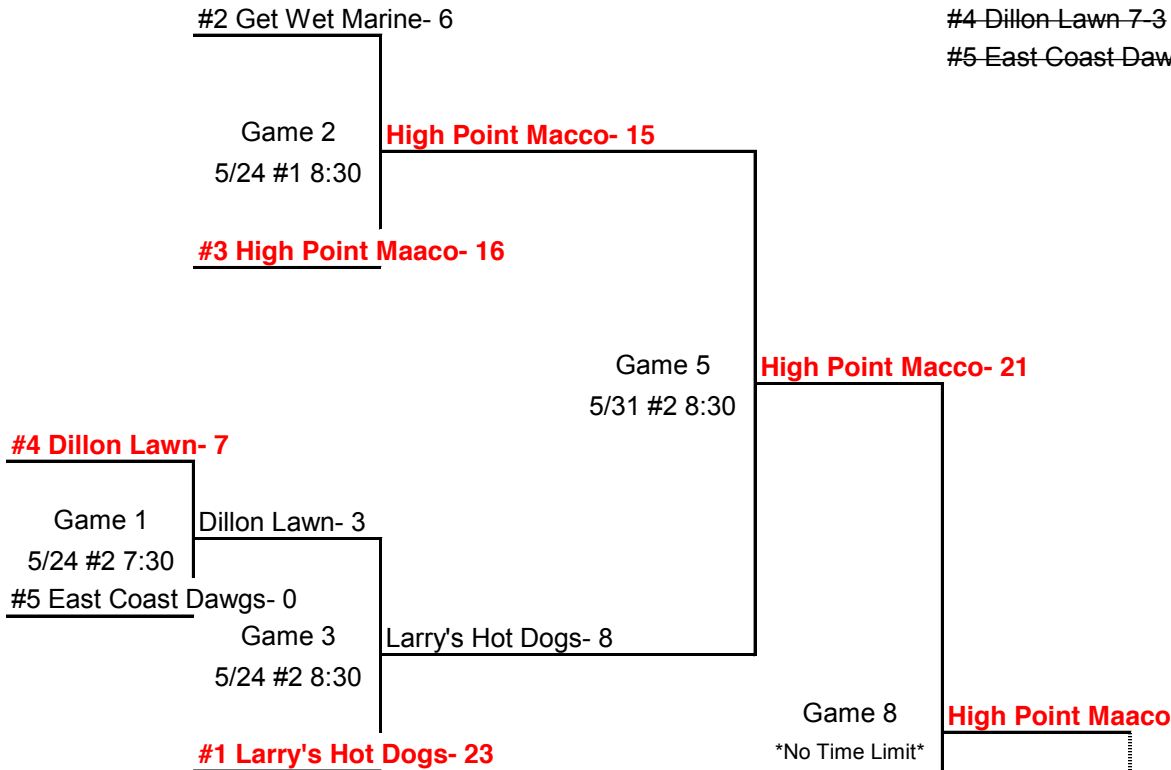 #2 Get Wet Marine- 6
#4 Dillon Lawn 7-3
#5 East Coast
Game 2
High Point Macco- 15
5/24 #1 8:30
#3 High Point Maaco- 16
Game 5
High Point Macco- 21
5/31 #2 8:30
#4 Dillon Lawn- 7
Game 1
Dillon Lawn- 3
5/24 #2 7:30
#5 East Coast Dawgs- 0
Game 3
Larry's Hot Dogs- 8
5/24 #2 8:30
Game 8
High Point Maaco
*No Time Limit*
#1 Larry's Hot Dogs- 23